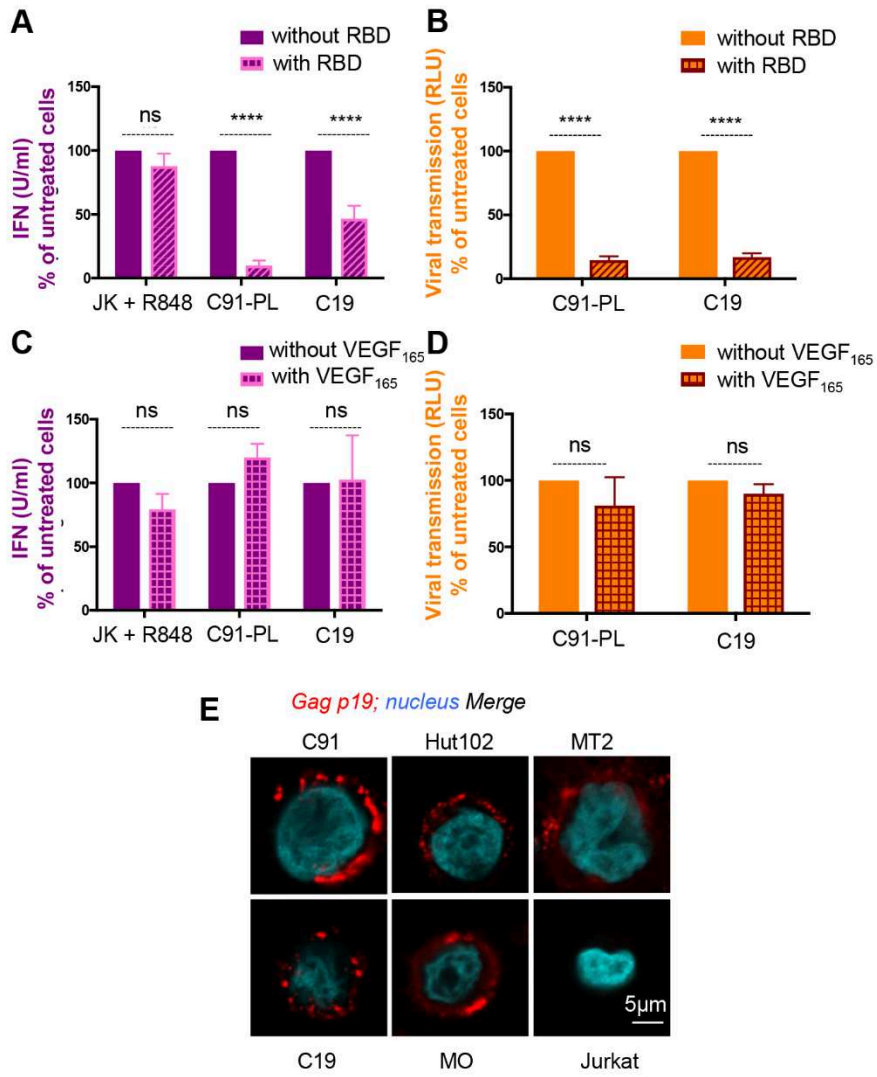 A
without RBD
with RBD
IFN (U/ml)
% of untreated cells
150
100
50
0
ns
****
****
JK + R848
C91-PL
C19
B
without RBD
with RBD
Viral transmission (RLU)
% of untreated cells
150
100
50
0
****
****
C91-PL
C19
C
without VEGF165
with VEGF165
IFN (U/ml)
% of untreated cells
150
100
50
0
ns
ns
ns
JK + R848
C91-PL
C19
D
without VEGF165
with VEGF165
Viral transmission (RLU)
% of untreated cells
150
100
50
0
ns
ns
C91-PL
C19
E
Gag p19; nucleus Merge
C91
Hut102
MT2
5µm
C19
MO
Jurkat